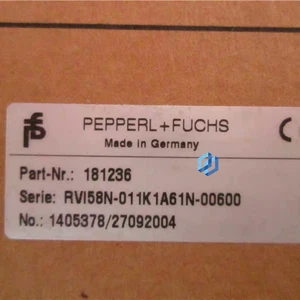 PEPPERL+FUCHS
Made in Germany
Part-Nr.: 181236
Serie: RVI58N-011K1A61N-00600
No.: 1405378/27092004